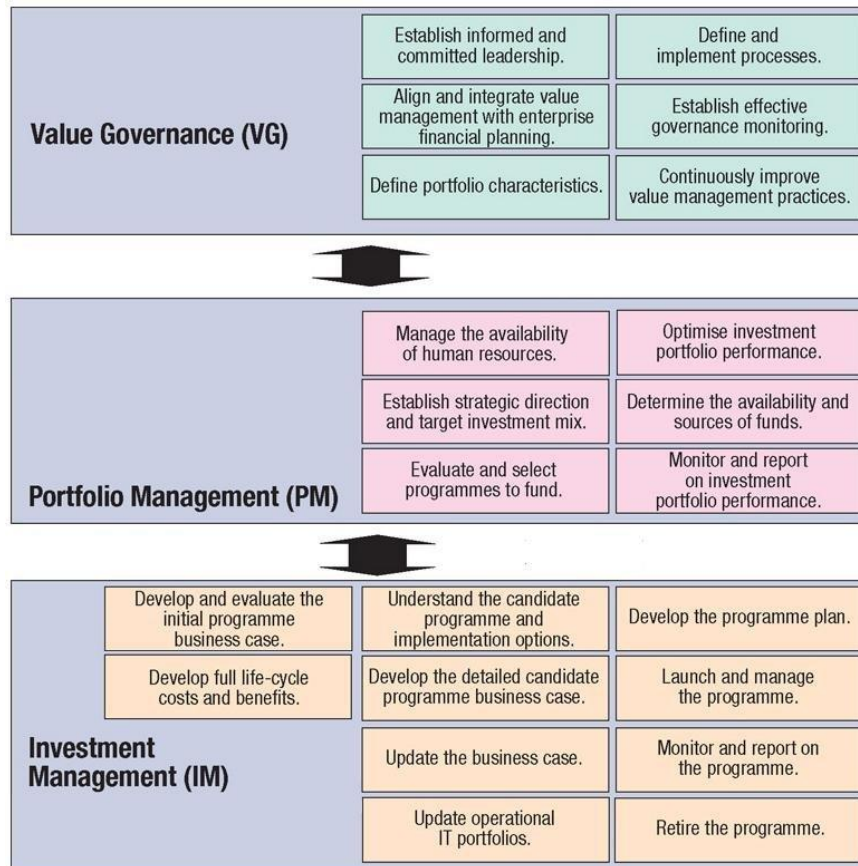 Value Governance (VG)
Establish informed and
committed leadership.
Define and
implement processes.
Align and integrate value
management with enterprise
financial planning.
Establish effective
governance monitoring.
Define portfolio characteristics.
Continuously improve
value management practices.
Portfolio Management (PM)
Manage the availability
of human resources.
Optimise investment
portfolio performance.
Establish strategic direction
and target investment mix.
Determine the availability and
sources of funds.
Evaluate and select
programmes to fund.
Monitor and report
on investment
portfolio performance.
Investment
Management (IM)
Develop and evaluate the
initial programme
business case.
Understand the candidate
programme and
implementation options.
Develop the programme plan.
Develop full life-cycle
costs and benefits.
Develop the detailed candidate
programme business case.
Launch and manage
the programme.
Update the business case.
Monitor and report on
the programme.
Update operational
IT portfolios.
Retire the programme.